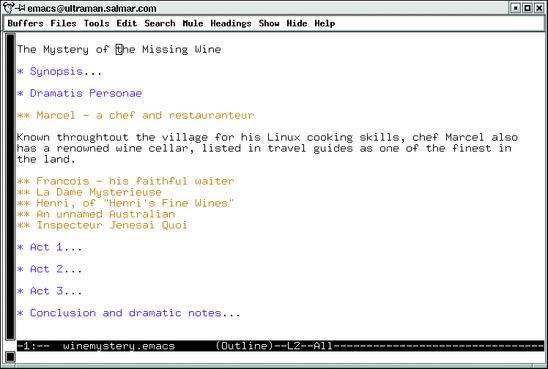 emacs@ultraman.salmar.com
Buffers Files Tools Edit Search Mule Headings Show Hide Help
The Mystery of the Missing Wine
* Synopsis...
* Dramatis Personae
** Marcel - a chef and restauranteur
Known throughtout the village for his Linux cooking skills, chef Marcel also
has a renowned wine cellar, listed in travel guides as one of the finest in
the land.
** Francois - his faithful waiter
** La Dame Mysterieuse
** Henri, of "Henri's Fine Wines"
** An unnamed Australian
** Inspecteur Jenesai Quoi
* Act 1...
* Act 2...
* Act 3...
* Conclusion and dramatic notes...
-1:-- winemystery.emacs (Outline)--L2--All--------------------------------